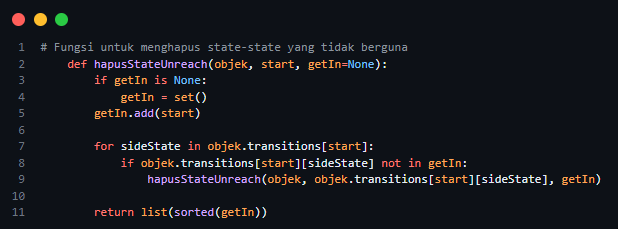 1 # Fungsi untuk menghapus state-state yang tidak berguna
2     def hapusStateUnreach(objek, start, getIn=None):
3         if getIn is None:
4             getIn = set()
5         getIn.add(start)
6
7         for sideState in objek.transitions[start]:
8             if objek.transitions[start][sideState] not in getIn:
9                 hapusStateUnreach(objek, objek.transitions[start][sideState], getIn)
10
11         return list(sorted(getIn))